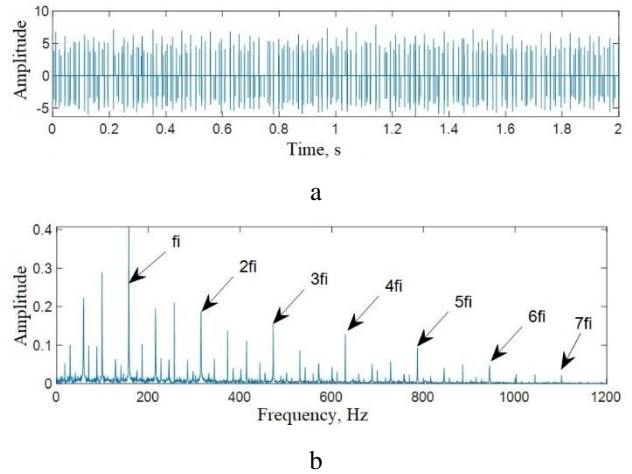 10
5
0
-5
Amplitude
0 0.2 0.4 0.6 0.8 1 1.2 1.4 1.6 1.8 2
Time, s
a
0.4
0.3
0.2
0.1
0
Amplitude
fi
2fi
3fi
4fi
5fi
6fi
7fi
0 200 400 600 800 1000 1200
Frequency, Hz
b